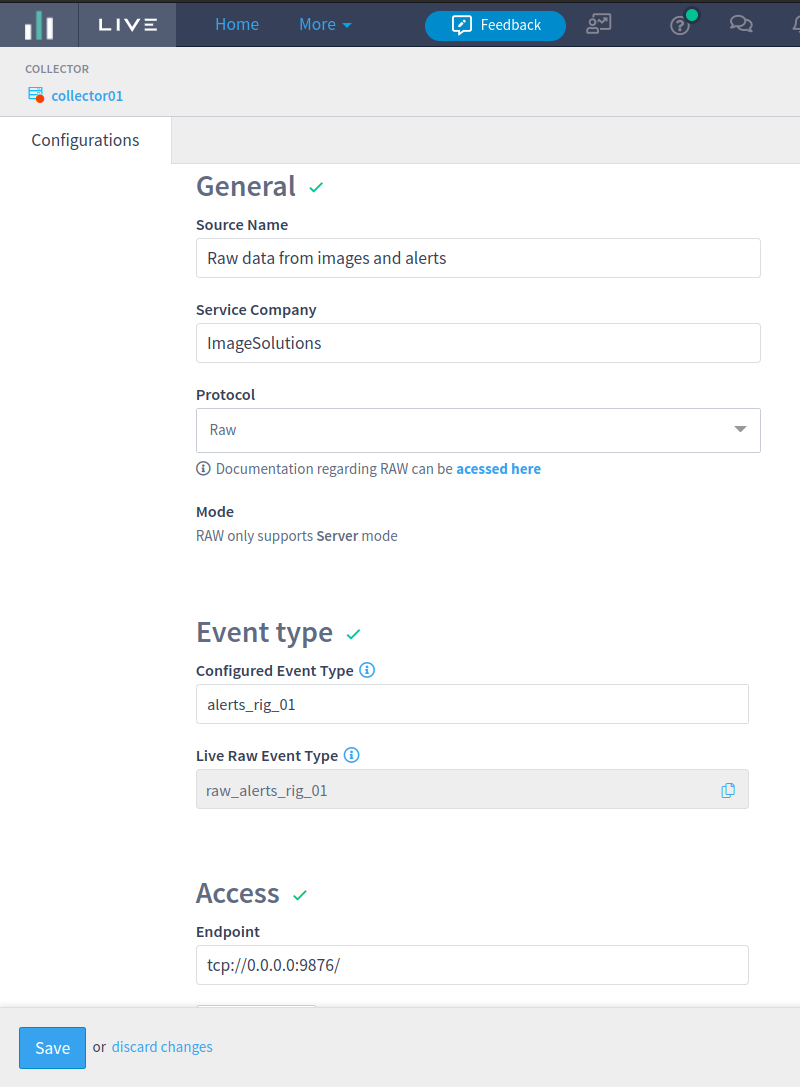 LIVE
Home
More
Feedback
COLLECTOR
collector01
Configurations
General
Source Name
Raw data from images and alerts
Service Company
ImageSolutions
Protocol
Raw
Documentation regarding RAW can be acessed here
Mode
RAW only supports Server mode
Event type
Configured Event Type
alerts_rig_01
Live Raw Event Type
raw_alerts_rig_01
Access
Endpoint
tcp://0.0.0.0:9876/
Save or discard changes